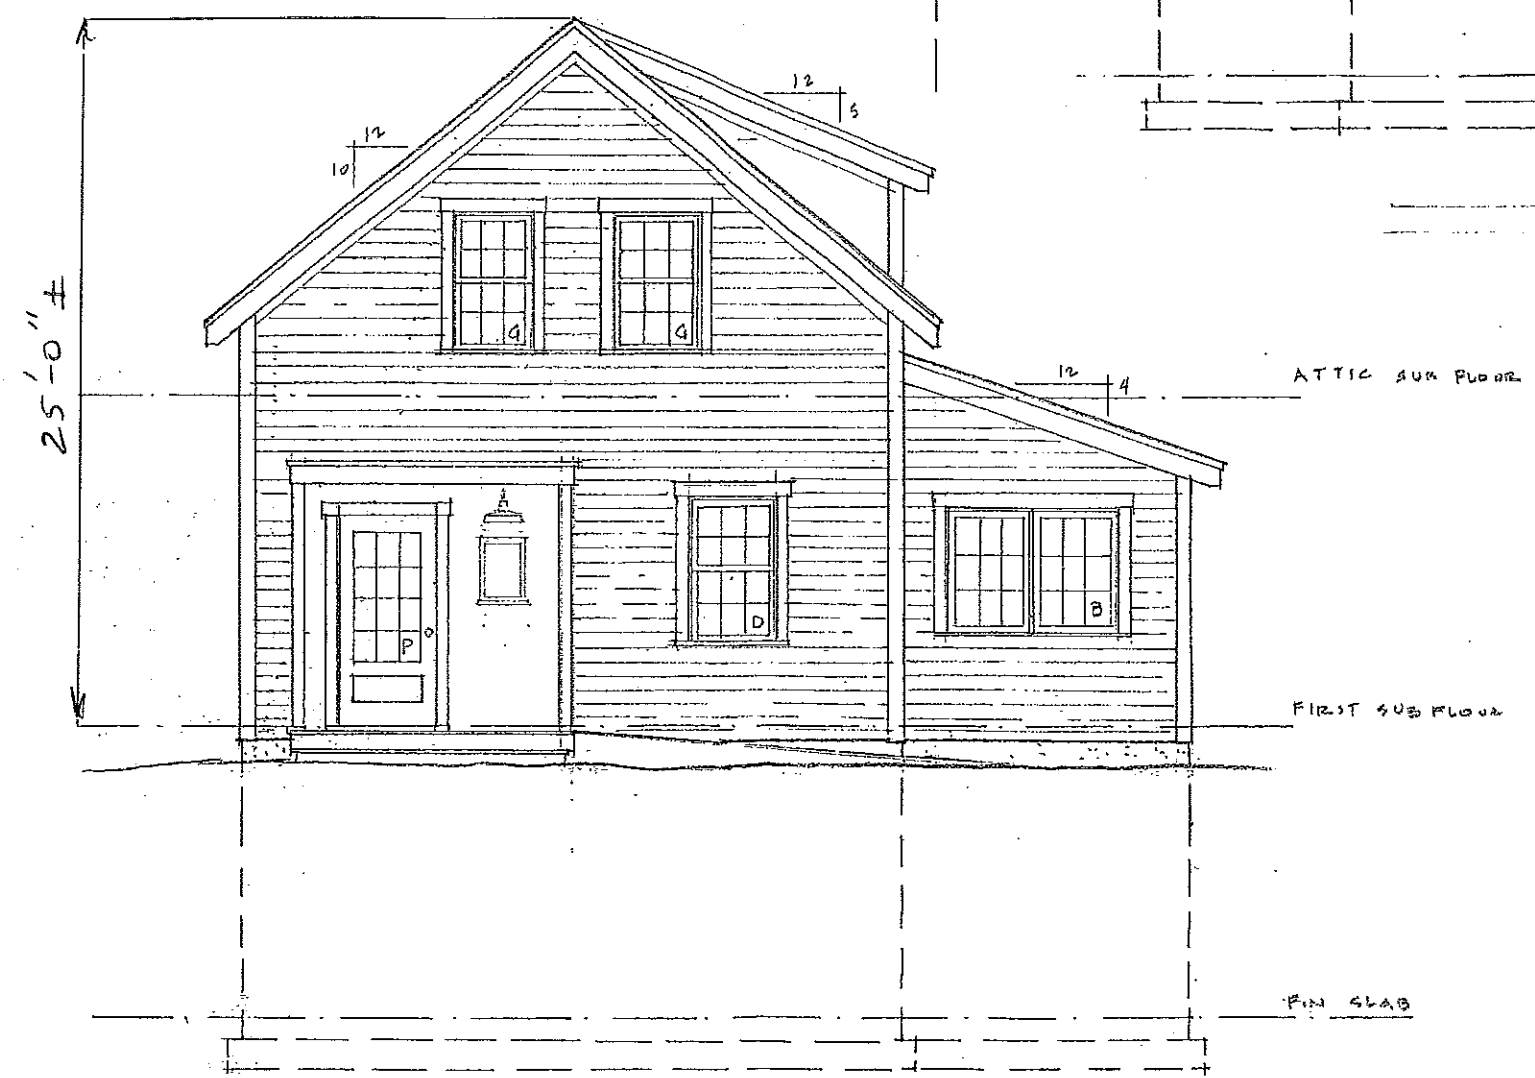 12
5
12
10
G
G
25'-0" ±
12
4
ATTIC SUB FLOOR
P
D
B
FIRST SUB FLOOR
FIN SLAB